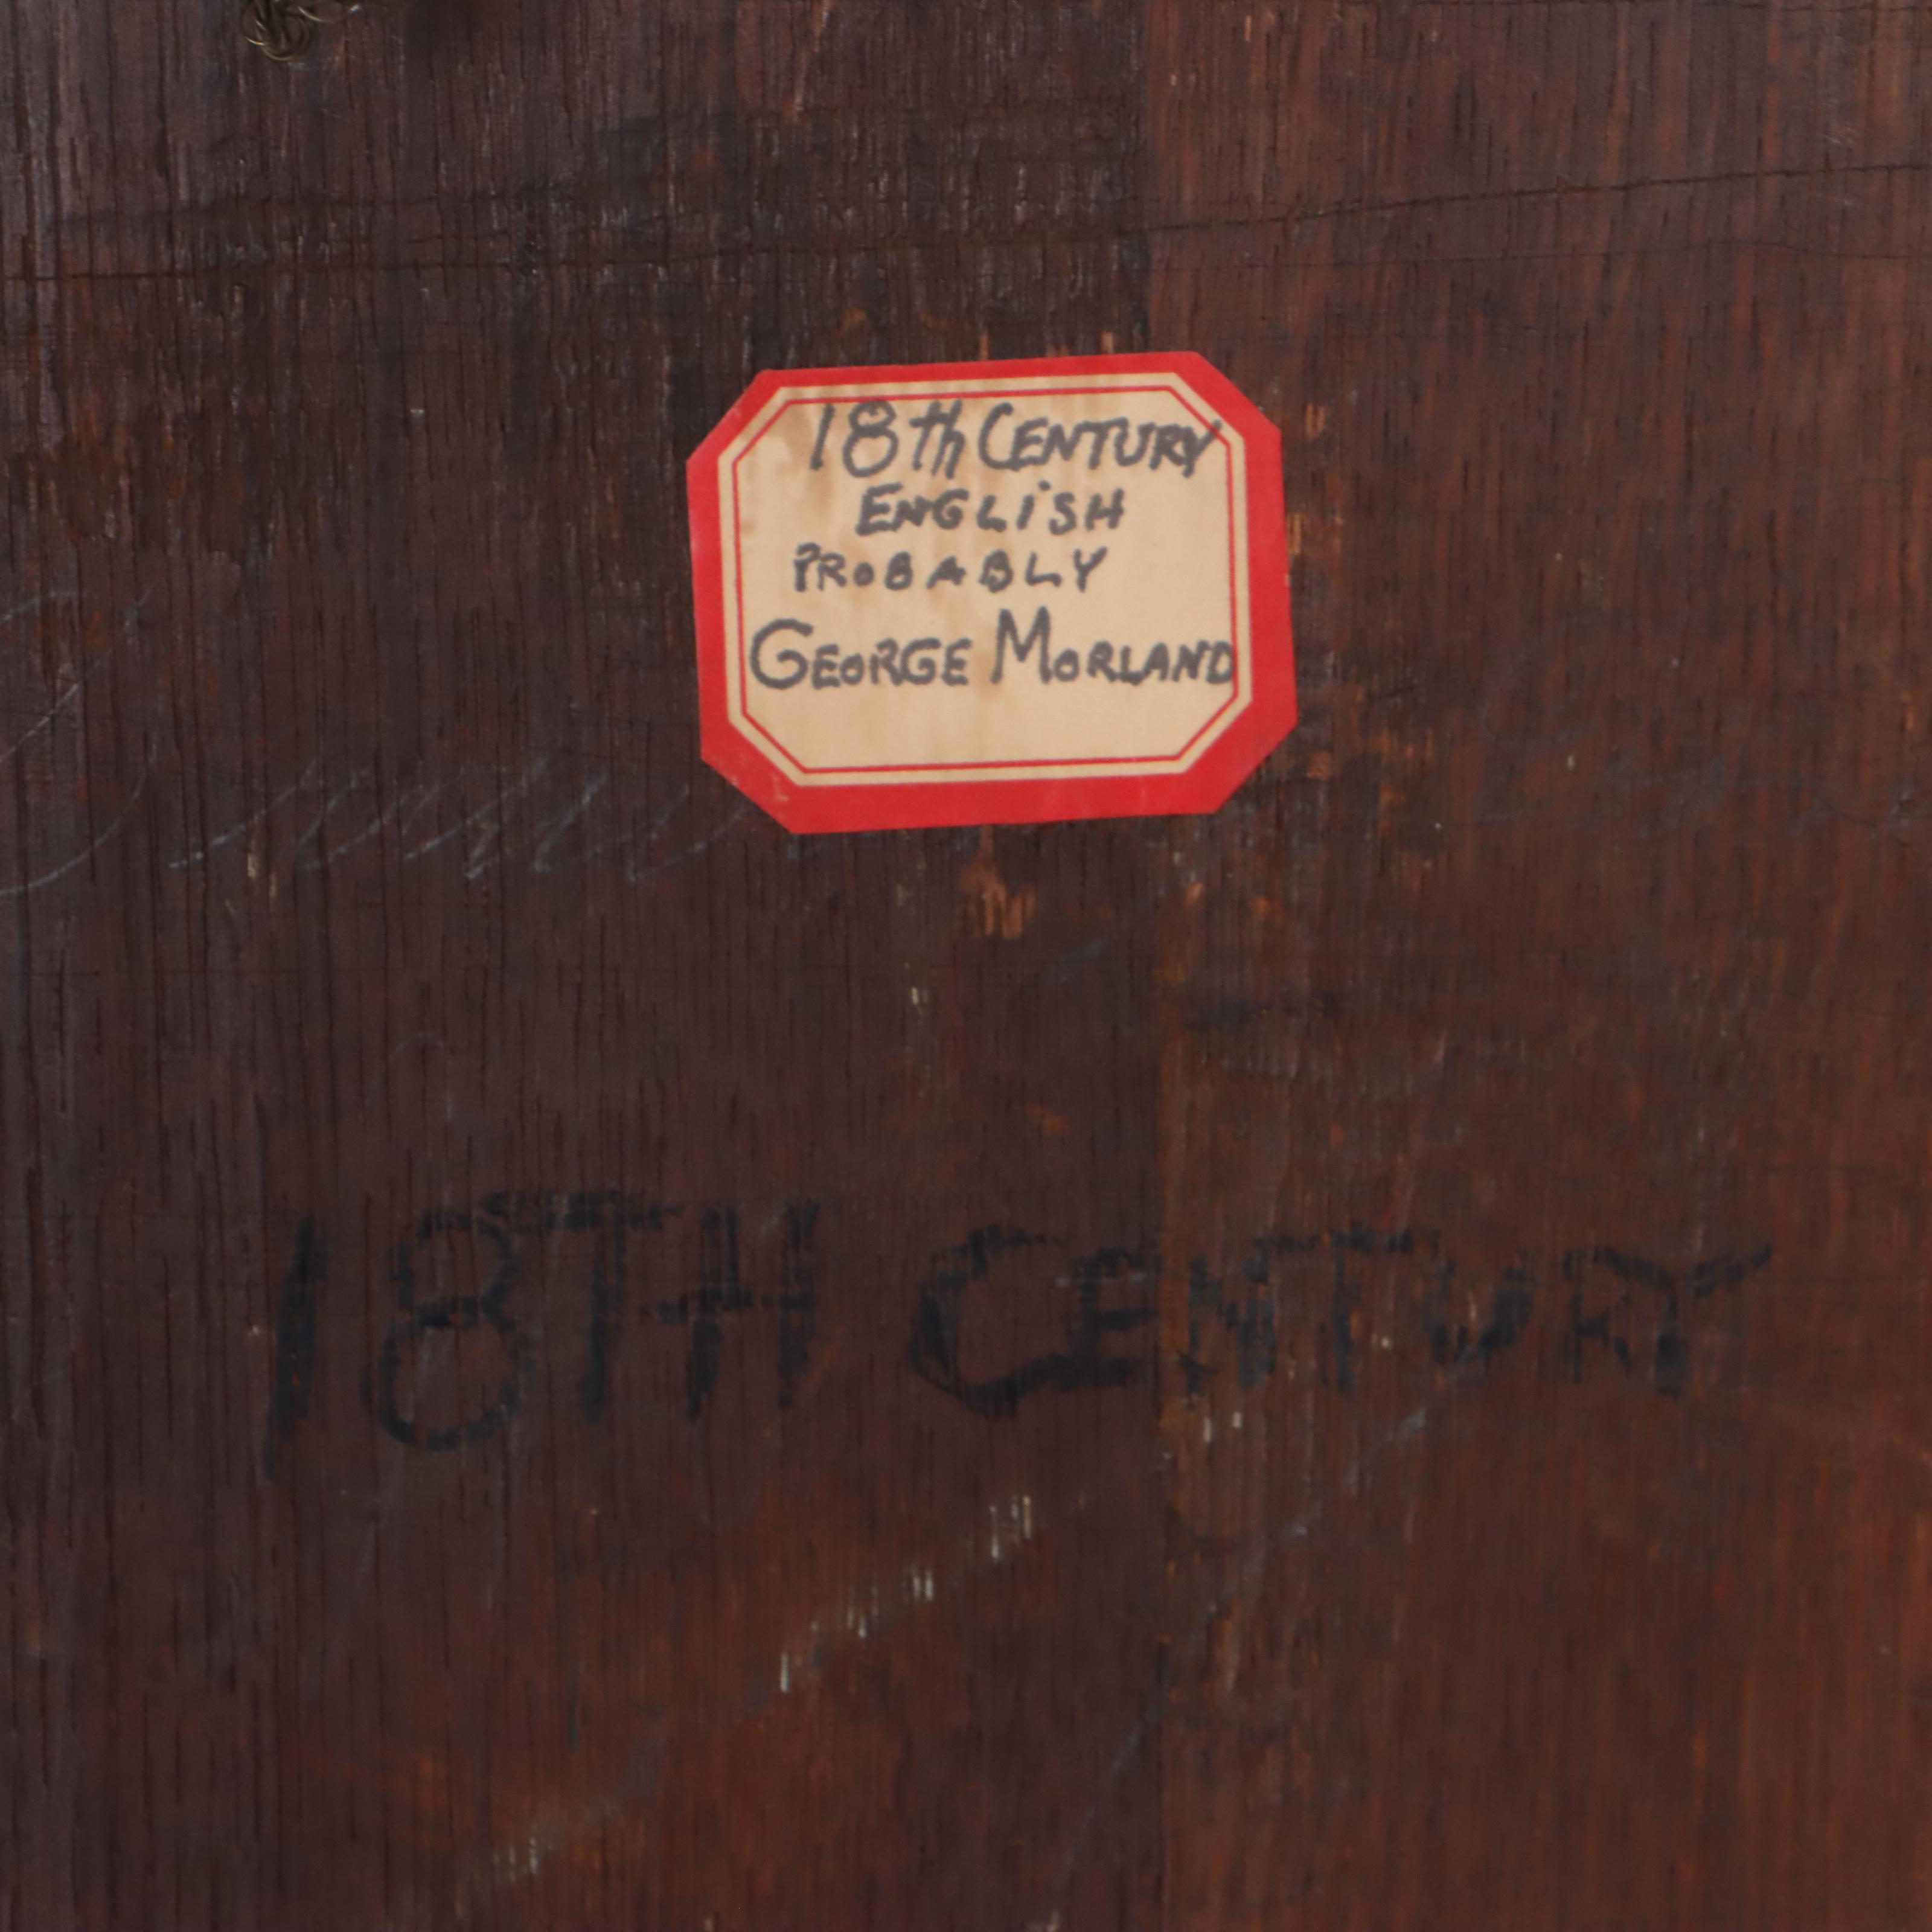 18th CENTURY
ENGLiSH
PROBABLY
GEORGE MORLAND
18TH CENTURY